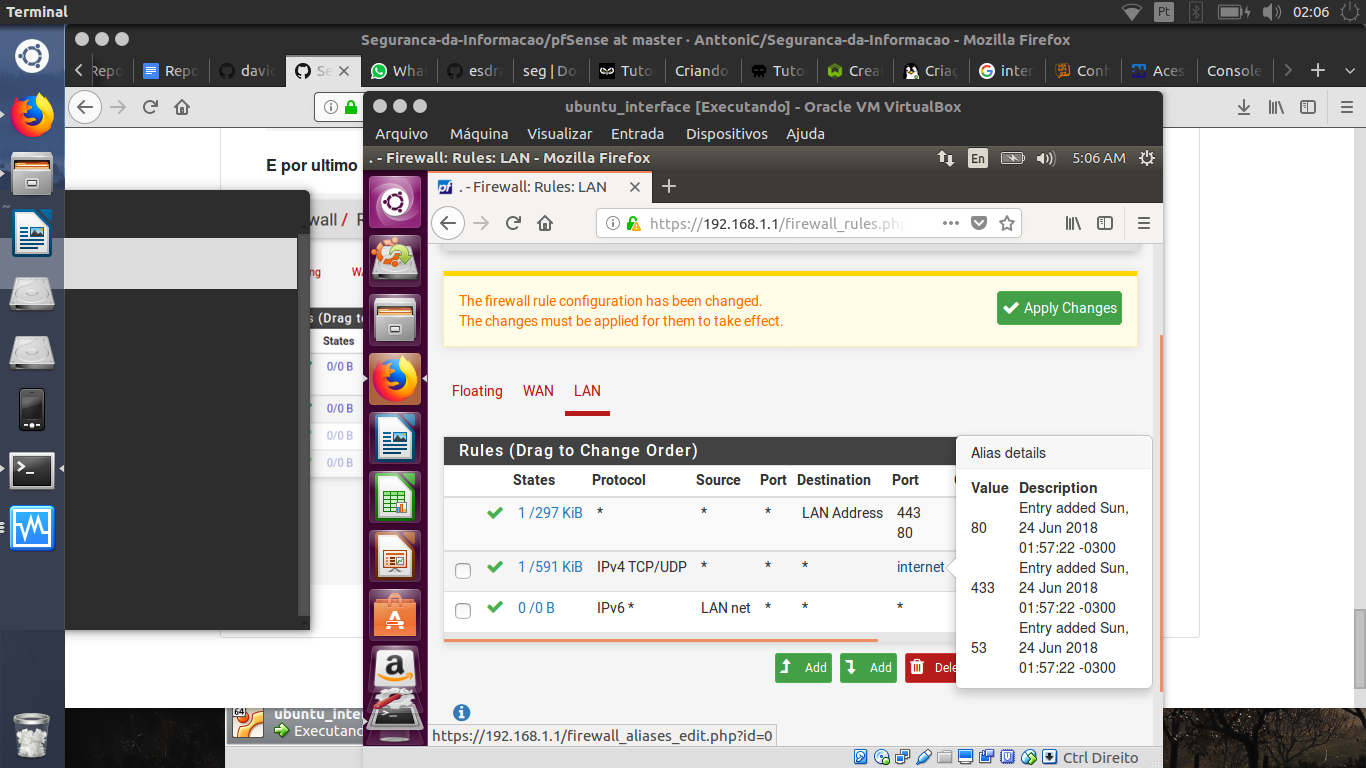 Terminal
Pt
02:06
Seguranca-da-Informacao/pfSense at master · AnttoniC/Seguranca-da-Informacao - Mozilla Firefox
Repo
Repo
davic
Se
What
esdra
seg | Do
Tuto
Criando
Tuto
Creat
Criaç
inter
Conh
Aces
Console
E por ultimo
wall / R
ng
WA
s (Drag to
States
0/0 B
0/0 B
0/0 B
0/0 B
ubuntu_interface [Executando] - Oracle VM VirtualBox
Arquivo Máquina Visualizar Entrada Dispositivos Ajuda
. - Firewall: Rules: LAN - Mozilla Firefox
En
5:06 AM
pf
. - Firewall: Rules: LAN
https://192.168.1.1/firewall_rules.php
The firewall rule configuration has been changed.
The changes must be applied for them to take effect.
Apply Changes
Floating WAN LAN
Rules (Drag to Change Order)
States Protocol Source Port Destination Port
1 /297 KiB * * * LAN Address 443
80
1 /591 KiB IPv4 TCP/UDP * * * internet
0 /0 B IPv6 * LAN net * * *
Alias details
Value Description
80 Entry added Sun,
24 Jun 2018
01:57:22 -0300
433 Entry added Sun,
24 Jun 2018
01:57:22 -0300
53 Entry added Sun,
24 Jun 2018
01:57:22 -0300
Add
Add
Dele
https://192.168.1.1/firewall_aliases_edit.php?id=0
64
ubuntu_inte
Executand
Ctrl Direito